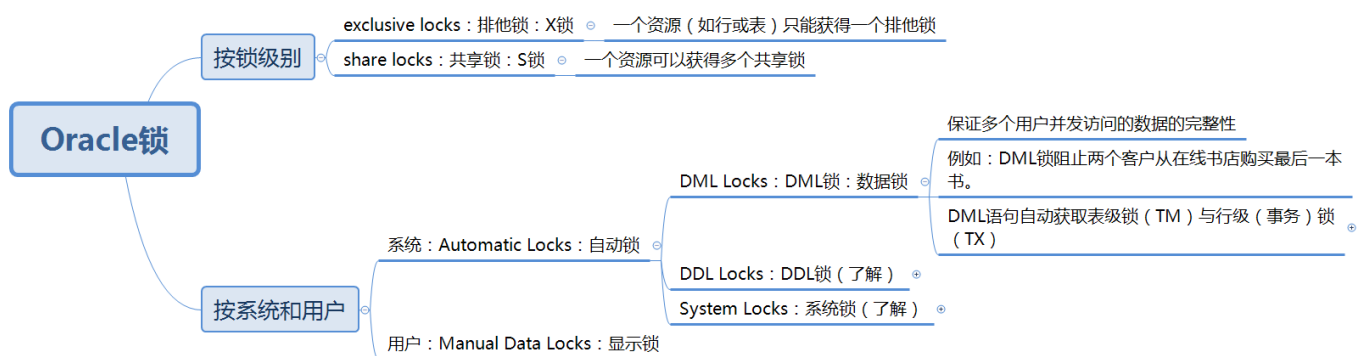 Oracle锁
按锁级别
exclusive locks：排他锁：X锁
一个资源（如行或表）只能获得一个排他锁
share locks：共享锁：S锁
一个资源可以获得多个共享锁
按系统和用户
系统：Automatic Locks：自动锁
DML Locks：DML锁：数据锁
保证多个用户并发访问的数据的完整性
例如：DML锁阻止两个客户从在线书店购买最后一本
书。
DML语句自动获取表级锁（TM）与行级（事务）锁
（TX）
DDL Locks：DDL锁（了解）
System Locks：系统锁（了解）
用户：Manual Data Locks：显示锁